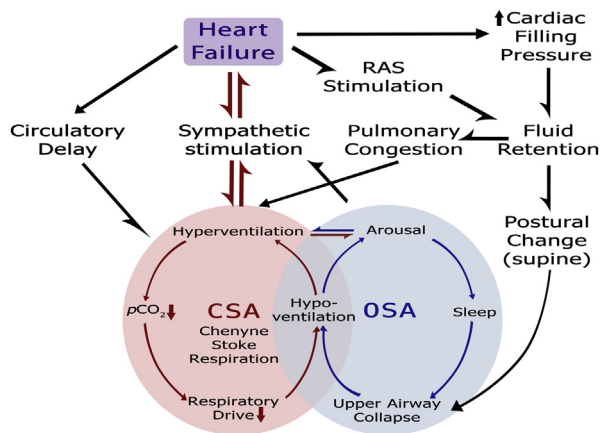 Heart
Failure
Cardiac
Filling
Pressure
RAS
Stimulation
Circulatory
Delay
Sympathetic
stimulation
Pulmonary
Congestion
Fluid
Retention
Postural
Change
(supine)
Hyperventilation
Arousal
pCO2
CSA
Chenyne
Stoke
Respiration
Hypo-
ventilation
OSA
Sleep
Respiratory
Drive
Upper Airway
Collapse